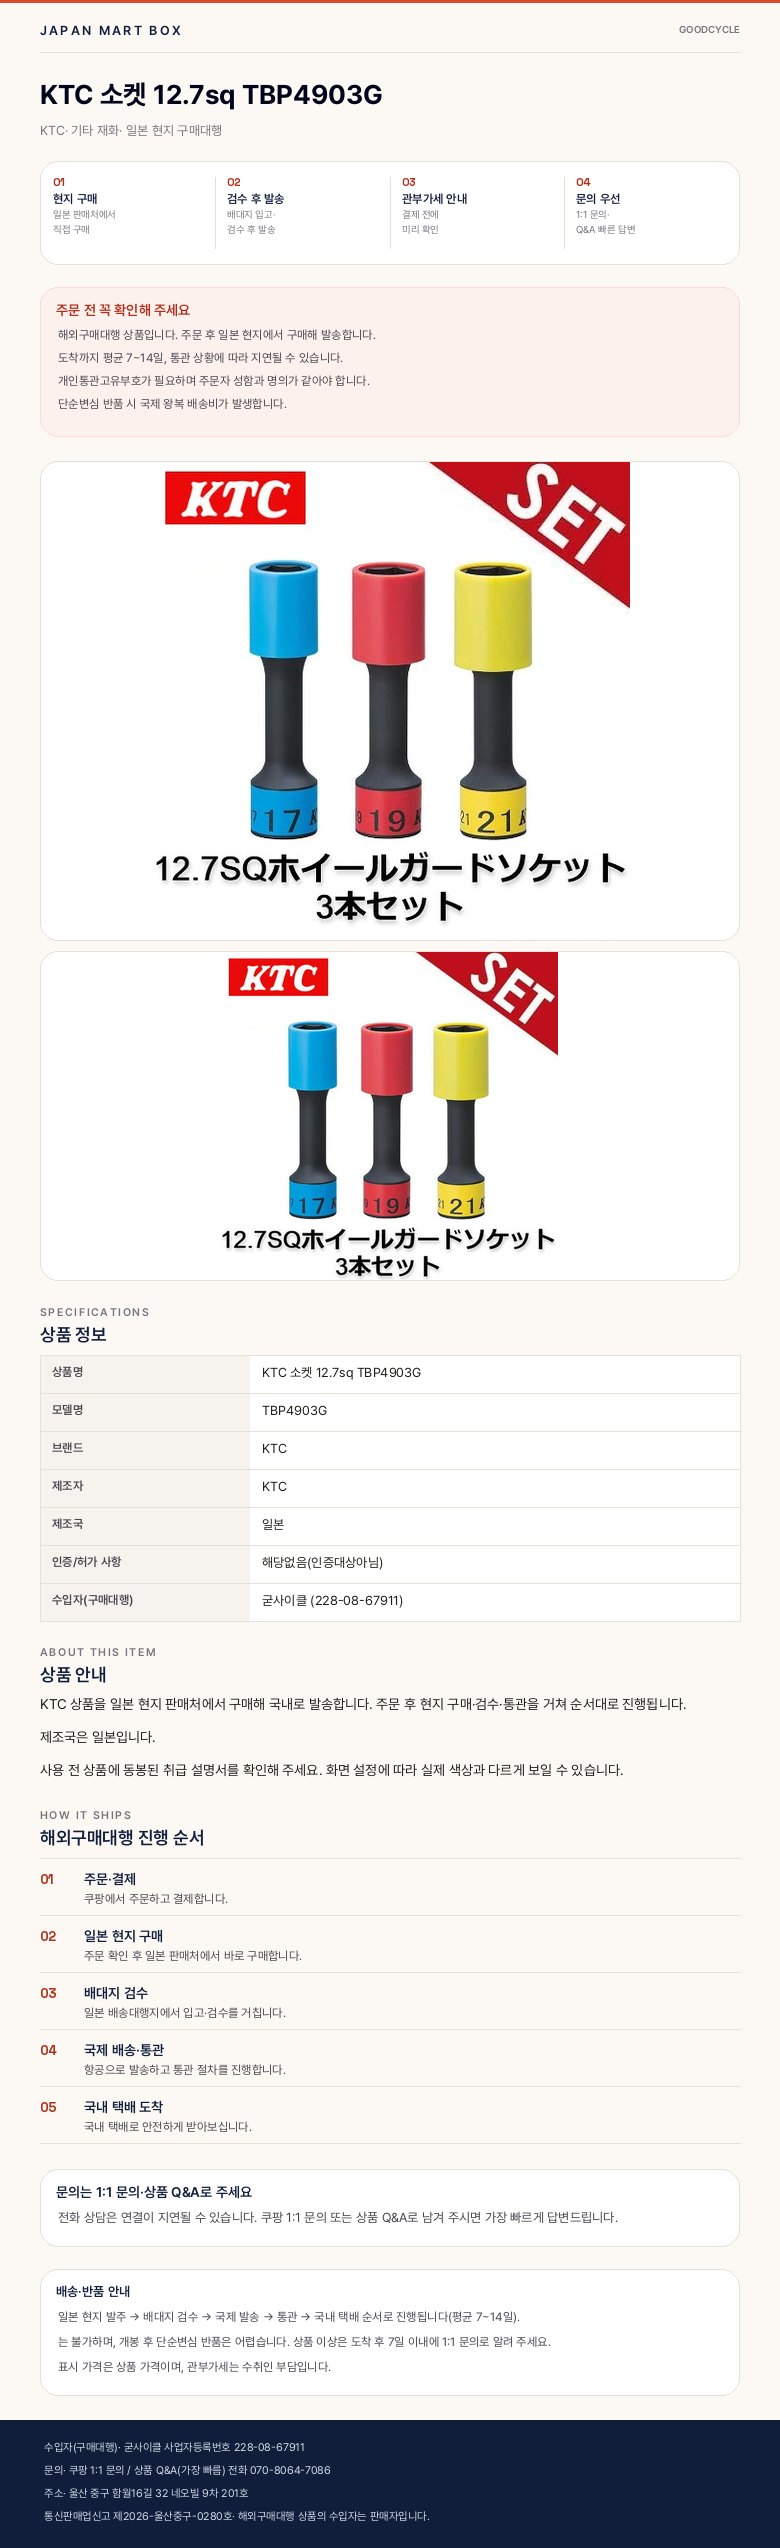 JAPAN MART BOX
GOODCYCLE
KTC 소켓 12.7sq TBP4903G
KTC· 기타 재화· 일본 현지 구매대행
01
현지 구매
일본 판매처에서
직접 구매
02
검수 후 발송
배대지 입고·
검수 후 발송
03
관부가세 안내
결제 전에
미리 확인
04
문의 우선
1:1 문의·
Q&A 빠른 답변
주문 전 꼭 확인해 주세요
해외구매대행 상품입니다. 주문 후 일본 현지에서 구매해 발송합니다.
도착까지 평균 7~14일, 통관 상황에 따라 지연될 수 있습니다.
개인통관고유부호가 필요하며 주문자 성함과 명의가 같아야 합니다.
단순변심 반품 시 국제 왕복 배송비가 발생합니다.
KTC
SET
17
19
21 21
12.7SQホイールガードソケット
3本セット
KTC
SET
17
19
21 21
12.7SQホイールガードソケット
3本セット
SPECIFICATIONS
상품 정보
상품명 KTC 소켓 12.7sq TBP4903G
모델명 TBP4903G
브랜드 KTC
제조자 KTC
제조국 일본
인증/허가 사항 해당없음(인증대상아님)
수입자(구매대행) 굳사이클 (228-08-67911)
ABOUT THIS ITEM
상품 안내
KTC 상품을 일본 현지 판매처에서 구매해 국내로 발송합니다. 주문 후 현지 구매·검수·통관을 거쳐 순서대로 진행됩니다.
제조국은 일본입니다.
사용 전 상품에 동봉된 취급 설명서를 확인해 주세요. 화면 설정에 따라 실제 색상과 다르게 보일 수 있습니다.
HOW IT SHIPS
해외구매대행 진행 순서
01 주문·결제
쿠팡에서 주문하고 결제합니다.
02 일본 현지 구매
주문 확인 후 일본 판매처에서 바로 구매합니다.
03 배대지 검수
일본 배송대행지에서 입고·검수를 거칩니다.
04 국제 배송·통관
항공으로 발송하고 통관 절차를 진행합니다.
05 국내 택배 도착
국내 택배로 안전하게 받아보십니다.
문의는 1:1 문의·상품 Q&A로 주세요
전화 상담은 연결이 지연될 수 있습니다. 쿠팡 1:1 문의 또는 상품 Q&A로 남겨 주시면 가장 빠르게 답변드립니다.
배송·반품 안내
일본 현지 발주 → 배대지 검수 → 국제 발송 → 통관 → 국내 택배 순서로 진행됩니다(평균 7~14일).
는 불가하며, 개봉 후 단순변심 반품은 어렵습니다. 상품 이상은 도착 후 7일 이내에 1:1 문의로 알려 주세요.
표시 가격은 상품 가격이며, 관부가세는 수취인 부담입니다.
수입자(구매대행)· 굳사이클 사업자등록번호 228-08-67911
문의· 쿠팡 1:1 문의 / 상품 Q&A(가장 빠름) 전화 070-8064-7086
주소· 울산 중구 함월16길 32 네오빌 9차 201호
통신판매업신고 제2026-울산중구-0280호· 해외구매대행 상품의 수입자는 판매자입니다.